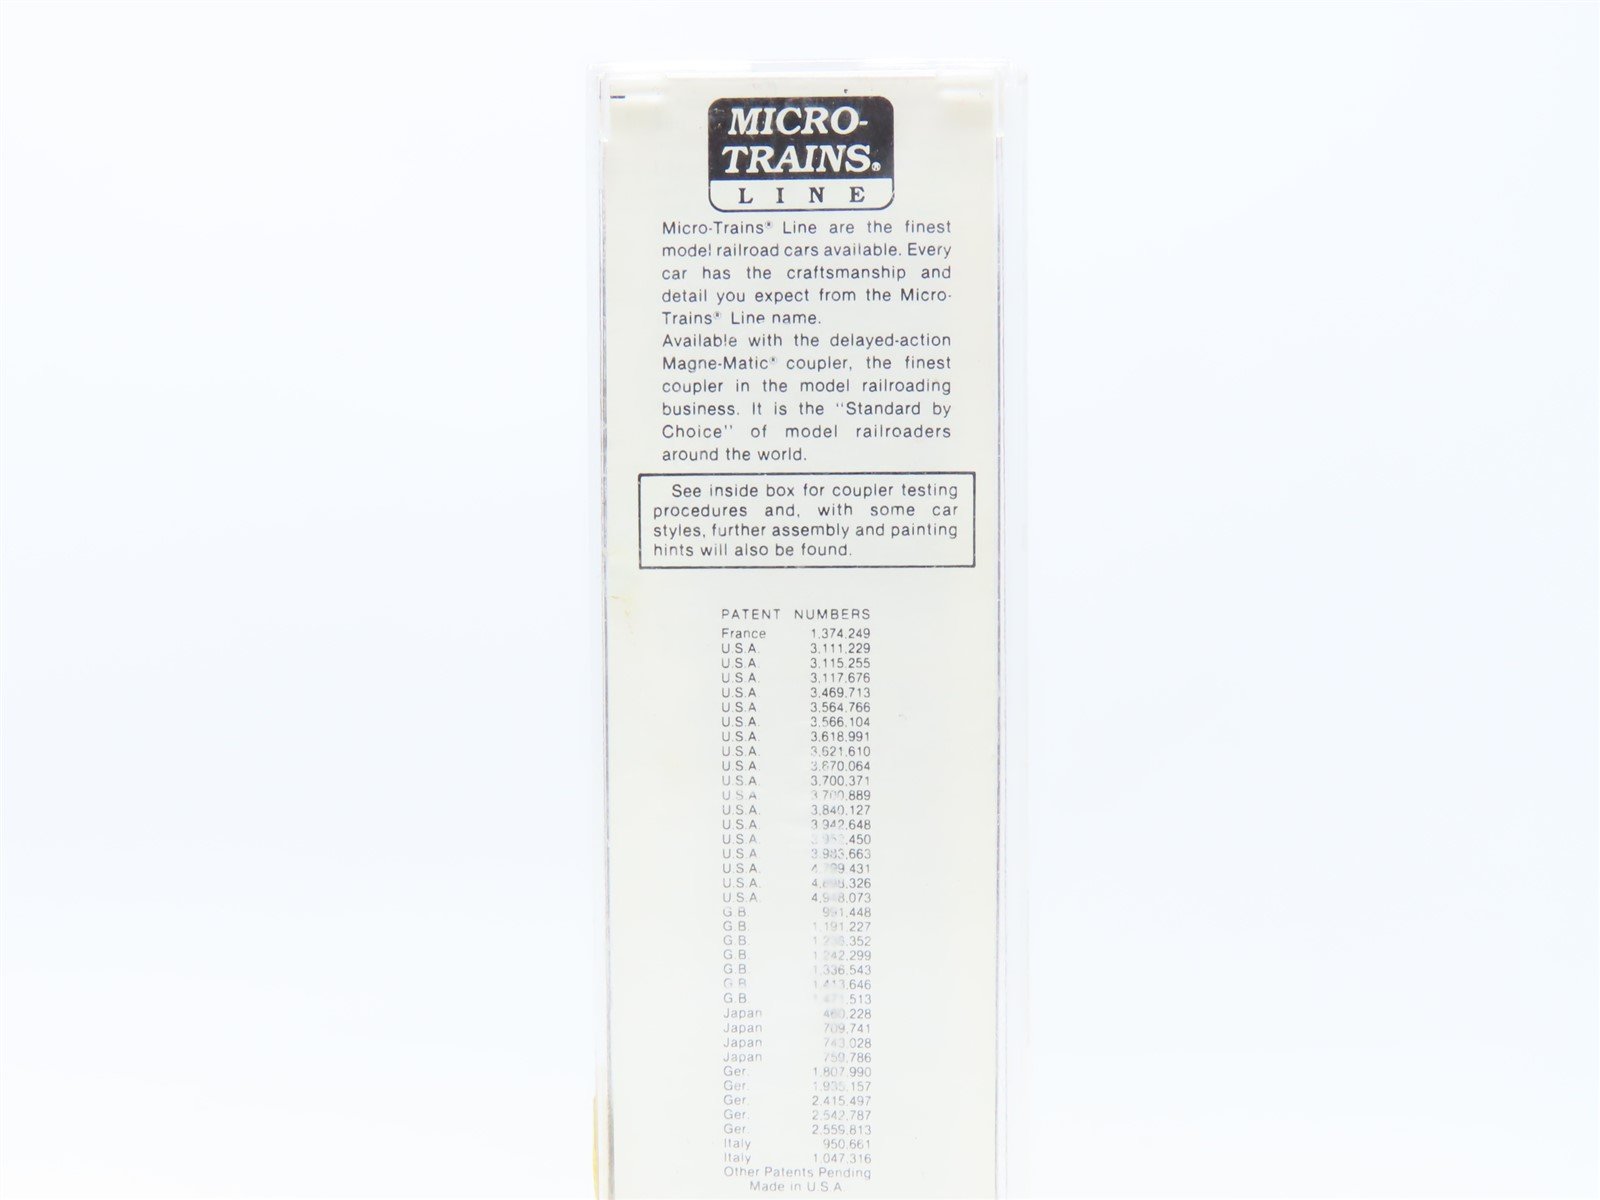 MICRO-
TRAINS®
LINE
Micro-Trains® Line are the finest
model railroad cars available. Every
car has the craftsmanship and
detail you expect from the Micro-
Trains® Line name.
Available with the delayed-action
Magne-Matic® coupler, the finest
coupler in the model railroading
business. It is the "Standard by
Choice" of model railroaders
around the world.
See inside box for coupler testing
procedures and, with some car
styles, further assembly and painting
hints will also be found.
PATENT NUMBERS
France 1,374,249
U.S.A. 3,111,229
U.S.A. 3,115,255
U.S.A. 3,117,676
U.S.A 3,469,713
U.S.A 3,564,766
U.S.A. 3,566,104
U.S.A. 3,618,991
U.S.A. 3,621,610
U.S.A. 3,670,064
U.S.A. 3,700,371
U.S.A 3,700,889
U.S.A. 3,840,127
U.S.A 3,942,648
U.S.A.
U.S.A 3,983,663
U.S.A.
U.S.A.
U.S.A.
G.B. 991,448
G.B. 1,191,227
G.B.
G.B 1,242,299
G.B 1,336,543
G.B 1,413,646
G.B.
Japan 460,228
Japan 709,741
Japan 743,028
Japan 759,786
Ger. 1,807,990
Ger. 1,935,157
Ger. 2,415,497
Ger. 2,542,787
Ger. 2,559,813
Italy 950,661
Italy 1,047,316
Other Patents Pending
Made in U.S.A